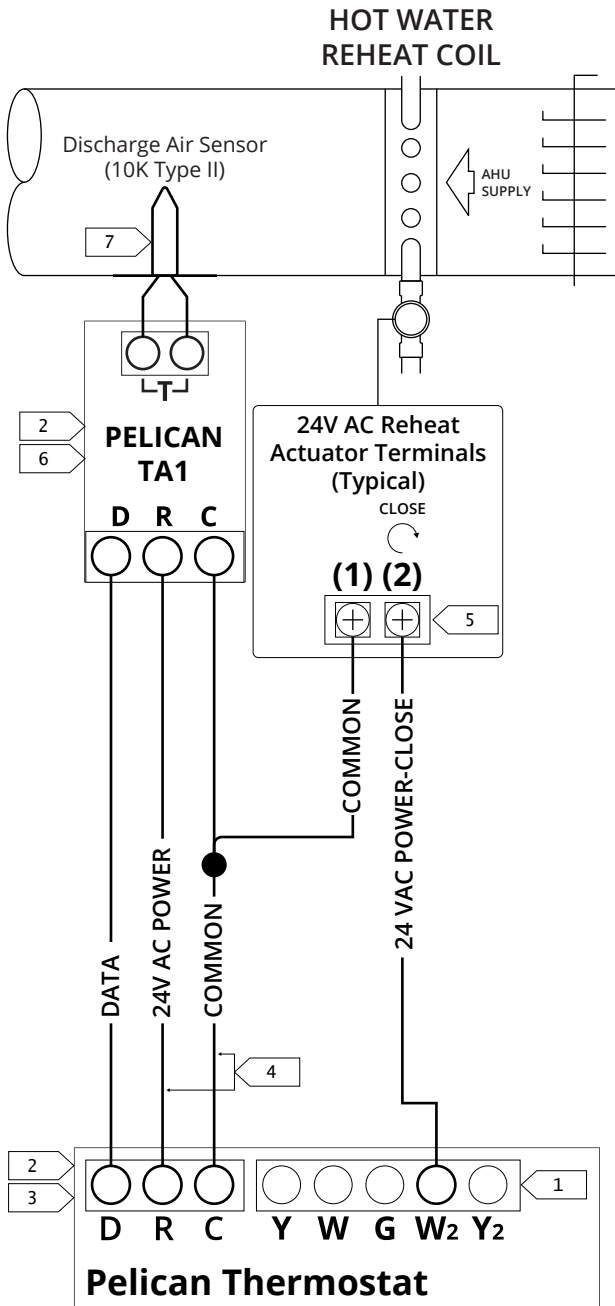 HOT WATER
REHEAT COIL
Discharge Air Sensor
(10K Type II)
AHU
SUPPLY
7
T
2
6
PELICAN
TA1
D R C
24V AC Reheat
Actuator Terminals
(Typical)
CLOSE
(1) (2)
5
COMMON
24 VAC POWER-CLOSE
DATA
24V AC POWER
COMMON
4
2
3
1
D R C Y W G W2 Y2
Pelican Thermostat